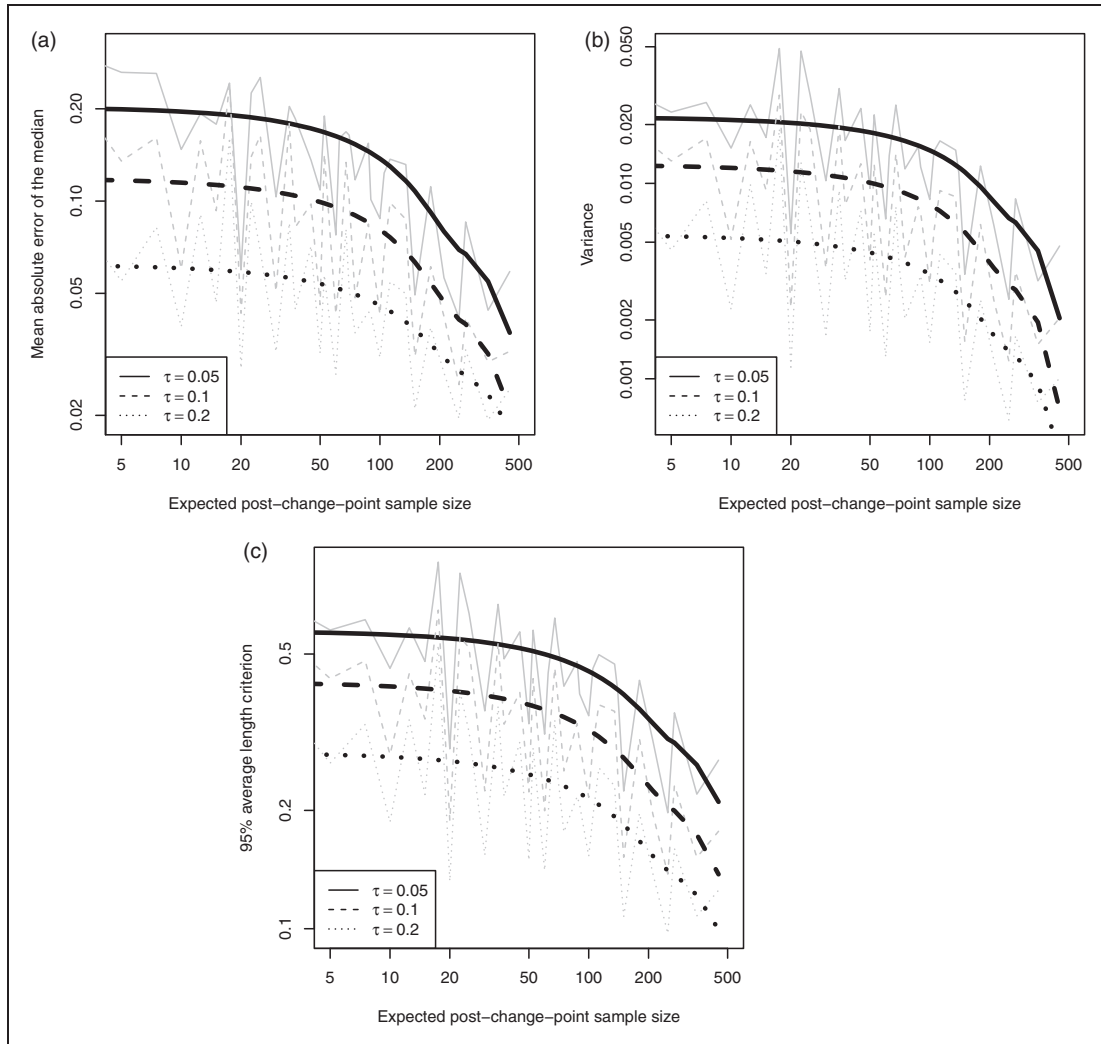 (a)
Mean absolute error of the median
0.20
0.10
0.05
0.02
τ = 0.05
τ = 0.1
τ = 0.2
5 10 20 50 100 200 500
Expected post−change−point sample size
(b)
Variance
0.050
0.020
0.010
0.005
0.002
0.001
τ = 0.05
τ = 0.1
τ = 0.2
5 10 20 50 100 200 500
Expected post−change−point sample size
(c)
95% average length criterion
0.5
0.2
0.1
τ = 0.05
τ = 0.1
τ = 0.2
5 10 20 50 100 200 500
Expected post−change−point sample size